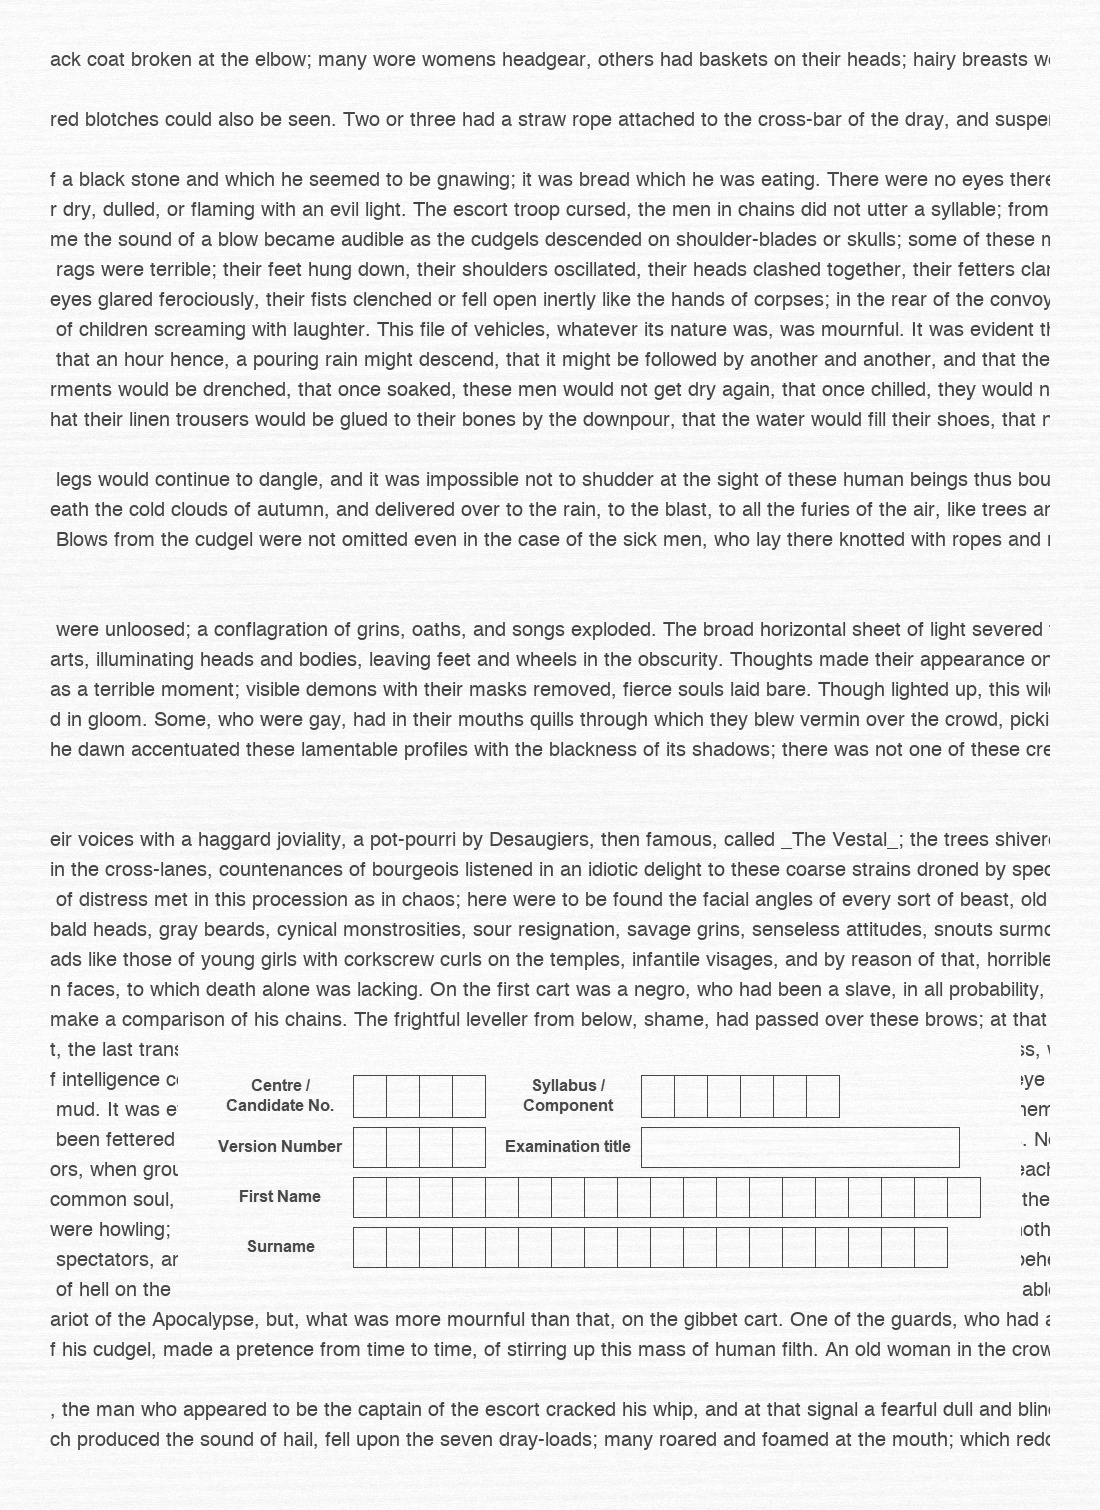 ack coat broken at the elbow; many wore womens headgear, others had baskets on their heads; hairy breasts w
red blotches could also be seen. Two or three had a straw rope attached to the cross-bar of the dray, and suspe
f a black stone and which he seemed to be gnawing; it was bread which he was eating. There were no eyes there
r dry, dulled, or flaming with an evil light. The escort troop cursed, the men in chains did not utter a syllable; from
me the sound of a blow became audible as the cudgels descended on shoulder-blades or skulls; some of these
rags were terrible; their feet hung down, their shoulders oscillated, their heads clashed together, their fetters cla
eyes glared ferociously, their fists clenched or fell open inertly like the hands of corpses; in the rear of the convoy
of children screaming with laughter. This file of vehicles, whatever its nature was, was mournful. It was evident t
that an hour hence, a pouring rain might descend, that it might be followed by another and another, and that the
rments would be drenched, that once soaked, these men would not get dry again, that once chilled, they would n
hat their linen trousers would be glued to their bones by the downpour, that the water would fill their shoes, that
legs would continue to dangle, and it was impossible not to shudder at the sight of these human beings thus bou
eath the cold clouds of autumn, and delivered over to the rain, to the blast, to all the furies of the air, like trees a
Blows from the cudgel were not omitted even in the case of the sick men, who lay there knotted with ropes and
were unloosed; a conflagration of grins, oaths, and songs exploded. The broad horizontal sheet of light severed
arts, illuminating heads and bodies, leaving feet and wheels in the obscurity. Thoughts made their appearance on
as a terrible moment; visible demons with their masks removed, fierce souls laid bare. Though lighted up, this wil
d in gloom. Some, who were gay, had in their mouths quills through which they blew vermin over the crowd, picki
he dawn accentuated these lamentable profiles with the blackness of its shadows; there was not one of these cre
eir voices with a haggard joviality, a pot-pourri by Desaugiers, then famous, called _The Vestal_; the trees shiver
in the cross-lanes, countenances of bourgeois listened in an idiotic delight to these coarse strains droned by spec
of distress met in this procession as in chaos; here were to be found the facial angles of every sort of beast, old
bald heads, gray beards, cynical monstrosities, sour resignation, savage grins, senseless attitudes, snouts surmo
ads like those of young girls with corkscrew curls on the temples, infantile visages, and by reason of that, horrible
n faces, to which death alone was lacking. On the first cart was a negro, who had been a slave, in all probability,
make a comparison of his chains. The frightful leveller from below, shame, had passed over these brows; at that
t, the last trans ss,
f intelligence c eye
Centre / Candidate No.
Syllabus / Component
mud. It was e hem
been fettered . N
Version Number
Examination title
ors, when grou each
common soul, the
First Name
were howling; oth
spectators, a behe
Surname
of hell on the abl
ariot of the Apocalypse, but, what was more mournful than that, on the gibbet cart. One of the guards, who had
f his cudgel, made a pretence from time to time, of stirring up this mass of human filth. An old woman in the crow
, the man who appeared to be the captain of the escort cracked his whip, and at that signal a fearful dull and blin
ch produced the sound of hail, fell upon the seven dray-loads; many roared and foamed at the mouth; which redo